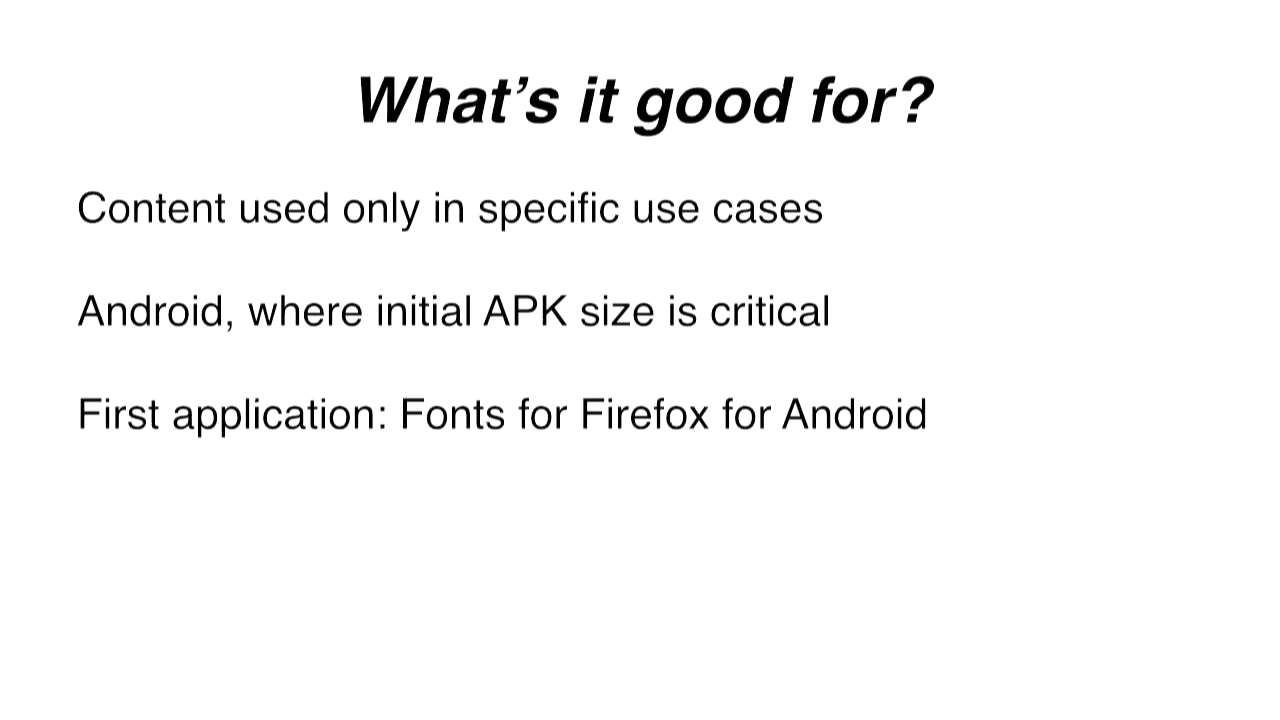 What’s it good for?
Content used only in specific use cases
Android, where initial APK size is critical
First application: Fonts for Firefox for Android